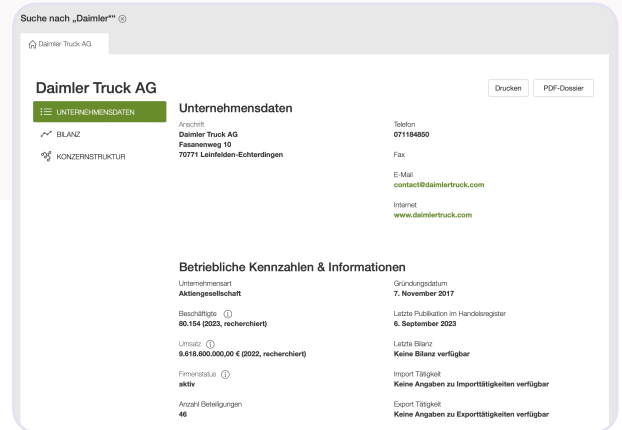 Suche nach „Daimler*"
Daimler Truck AG
Daimler Truck AG
Drucken
PDF-Dossier
UNTERNEHMENSDATEN
BILANZ
KONZERNSTRUKTUR
Unternehmensdaten
Anschrift
Daimler Truck AG
Fasanenweg 10
70771 Leinfelden-Echterdingen
Telefon
071184850
Fax
E-Mail
contact@daimlertruck.com
Internet
www.daimlertruck.com
Betriebliche Kennzahlen & Informationen
Unternehmensart
Aktiengesellschaft
Beschäftigte
80.154 (2023, recherchiert)
Umsatz
9.618.600.000,00 € (2022, recherchiert)
Firmenstatus
aktiv
Anzahl Beteiligungen
46
Gründungsdatum
7. November 2017
Letzte Publikation im Handelsregister
6. September 2023
Letzte Bilanz
Keine Bilanz verfügbar
Import Tätigkeit
Keine Angaben zu Importtätigkeiten verfügbar
Export Tätigkeit
Keine Angaben zu Exporttätigkeiten verfügbar